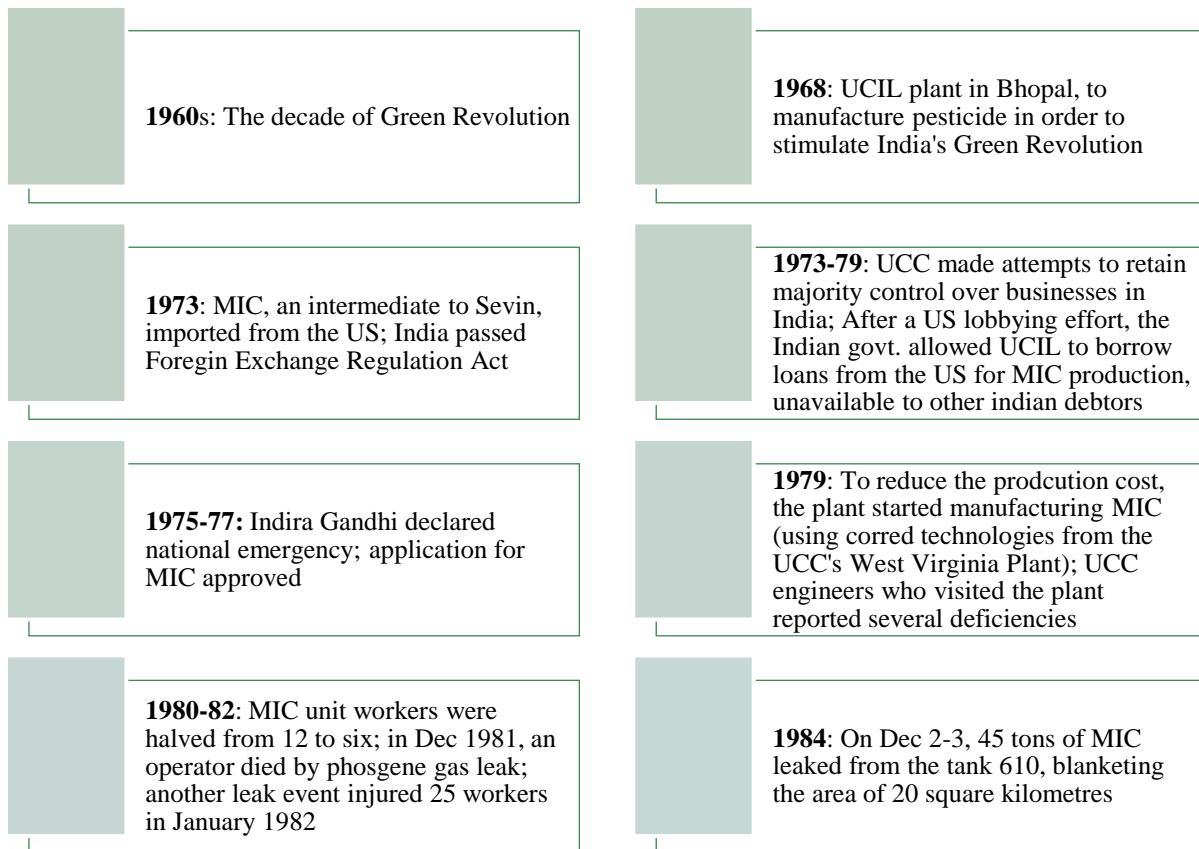 1960s: The decade of Green Revolution
1968: UCIL plant in Bhopal, to
manufacture pesticide in order to
stimulate India's Green Revolution
1973: MIC, an intermediate to Sevin,
imported from the US; India passed
Foregin Exchange Regulation Act
1973-79: UCC made attempts to retain
majority control over businesses in
India; After a US lobbying effort, the
Indian govt. allowed UCIL to borrow
loans from the US for MIC production,
unavailable to other indian debtors
1975-77: Indira Gandhi declared
national emergency; application for
MIC approved
1979: To reduce the prodcution cost,
the plant started manufacturing MIC
(using corred technologies from the
UCC's West Virginia Plant); UCC
engineers who visited the plant
reported several deficiencies
1980-82: MIC unit workers were
halved from 12 to six; in Dec 1981, an
operator died by phosgene gas leak;
another leak event injured 25 workers
in January 1982
1984: On Dec 2-3, 45 tons of MIC
leaked from the tank 610, blanketing
the area of 20 square kilometres